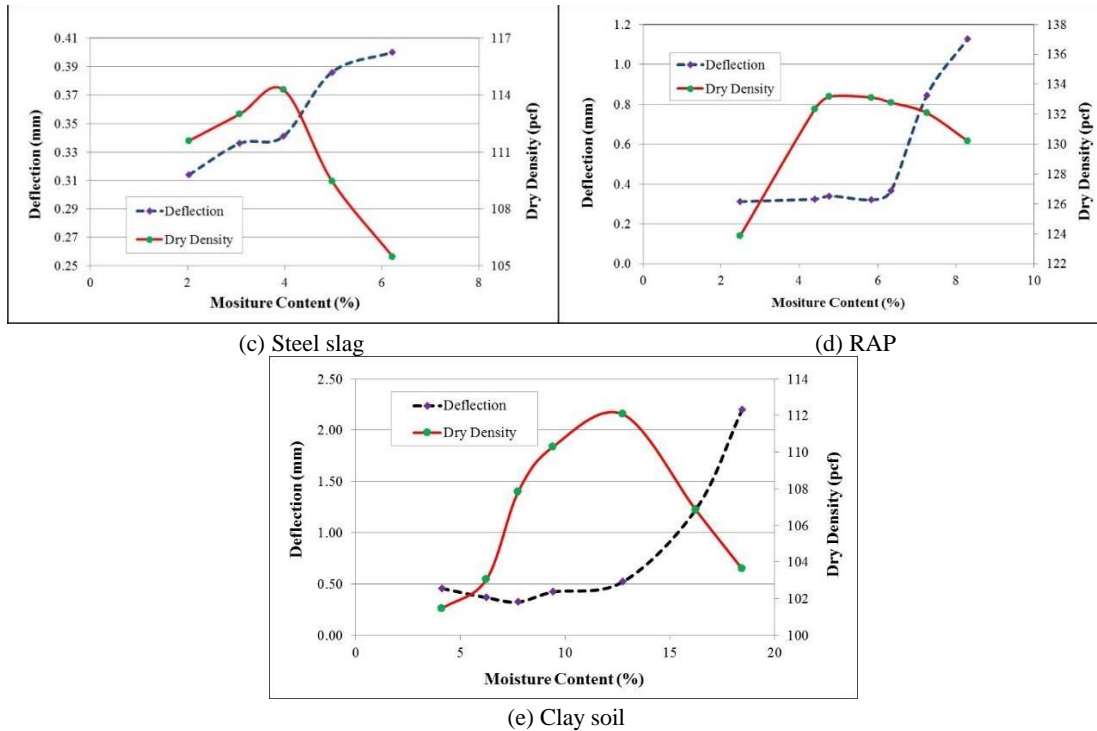 0.41
0.39
0.37
0.35
0.33
0.31
0.29
0.27
0.25
Deflection (mm)
117
114
111
108
105
Dry Density (pcf)
Deflection
Dry Density
0 2 4 6 8
Mositure Content (%)
(c) Steel slag
1.2
1.0
0.8
0.6
0.4
0.2
0.0
Deflection (mm)
138
136
134
132
130
128
126
124
122
Dry Density (pcf)
Deflection
Dry Density
0 2 4 6 8 10
Mositure Content (%)
(d) RAP
2.50
2.00
1.50
1.00
0.50
0.00
Deflection (mm)
114
112
110
108
106
104
102
100
Dry Density (pcf)
Deflection
Dry Density
0 5 10 15 20
Moisture Content (%)
(e) Clay soil